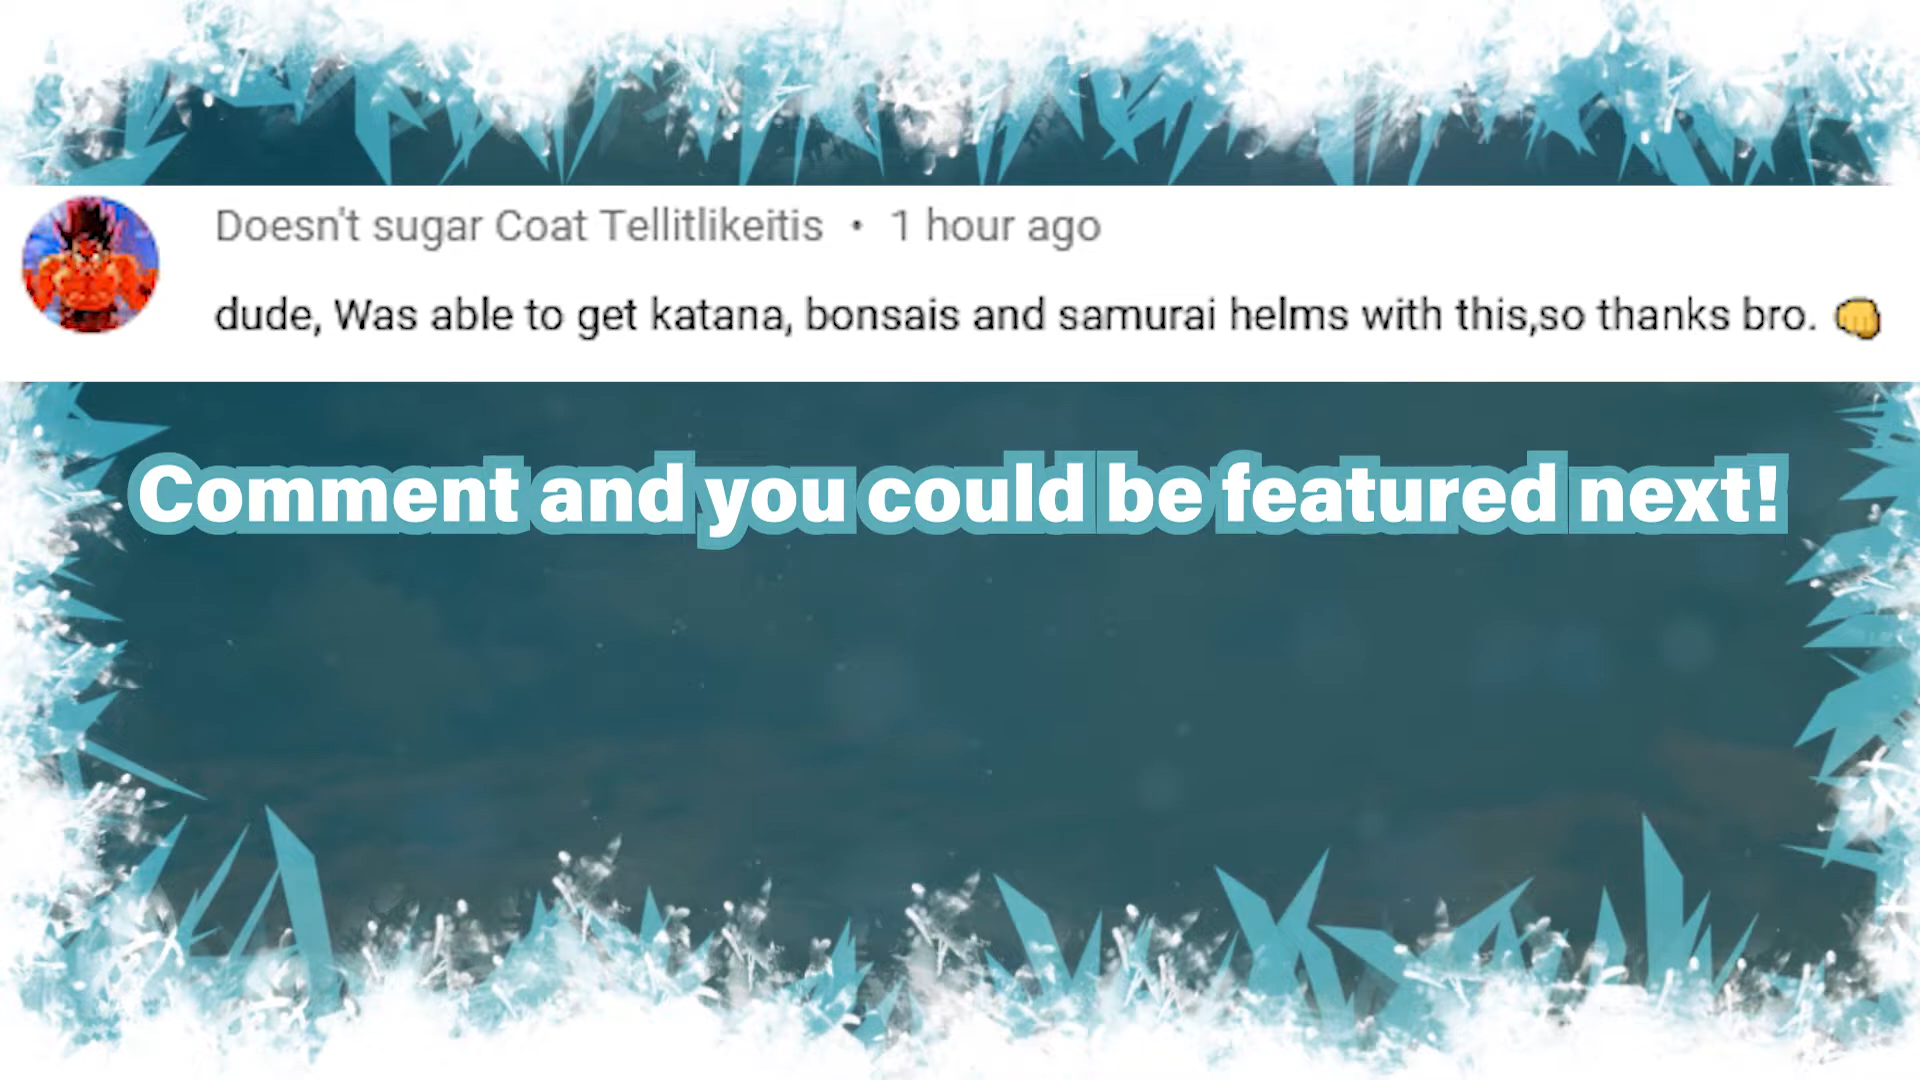 Doesn't sugar Coat Tellitlikeitis • 1 hour ago
dude, Was able to get katana, bonsais and samurai helms with this,so thanks bro. 👊
Comment and you could be featured next!